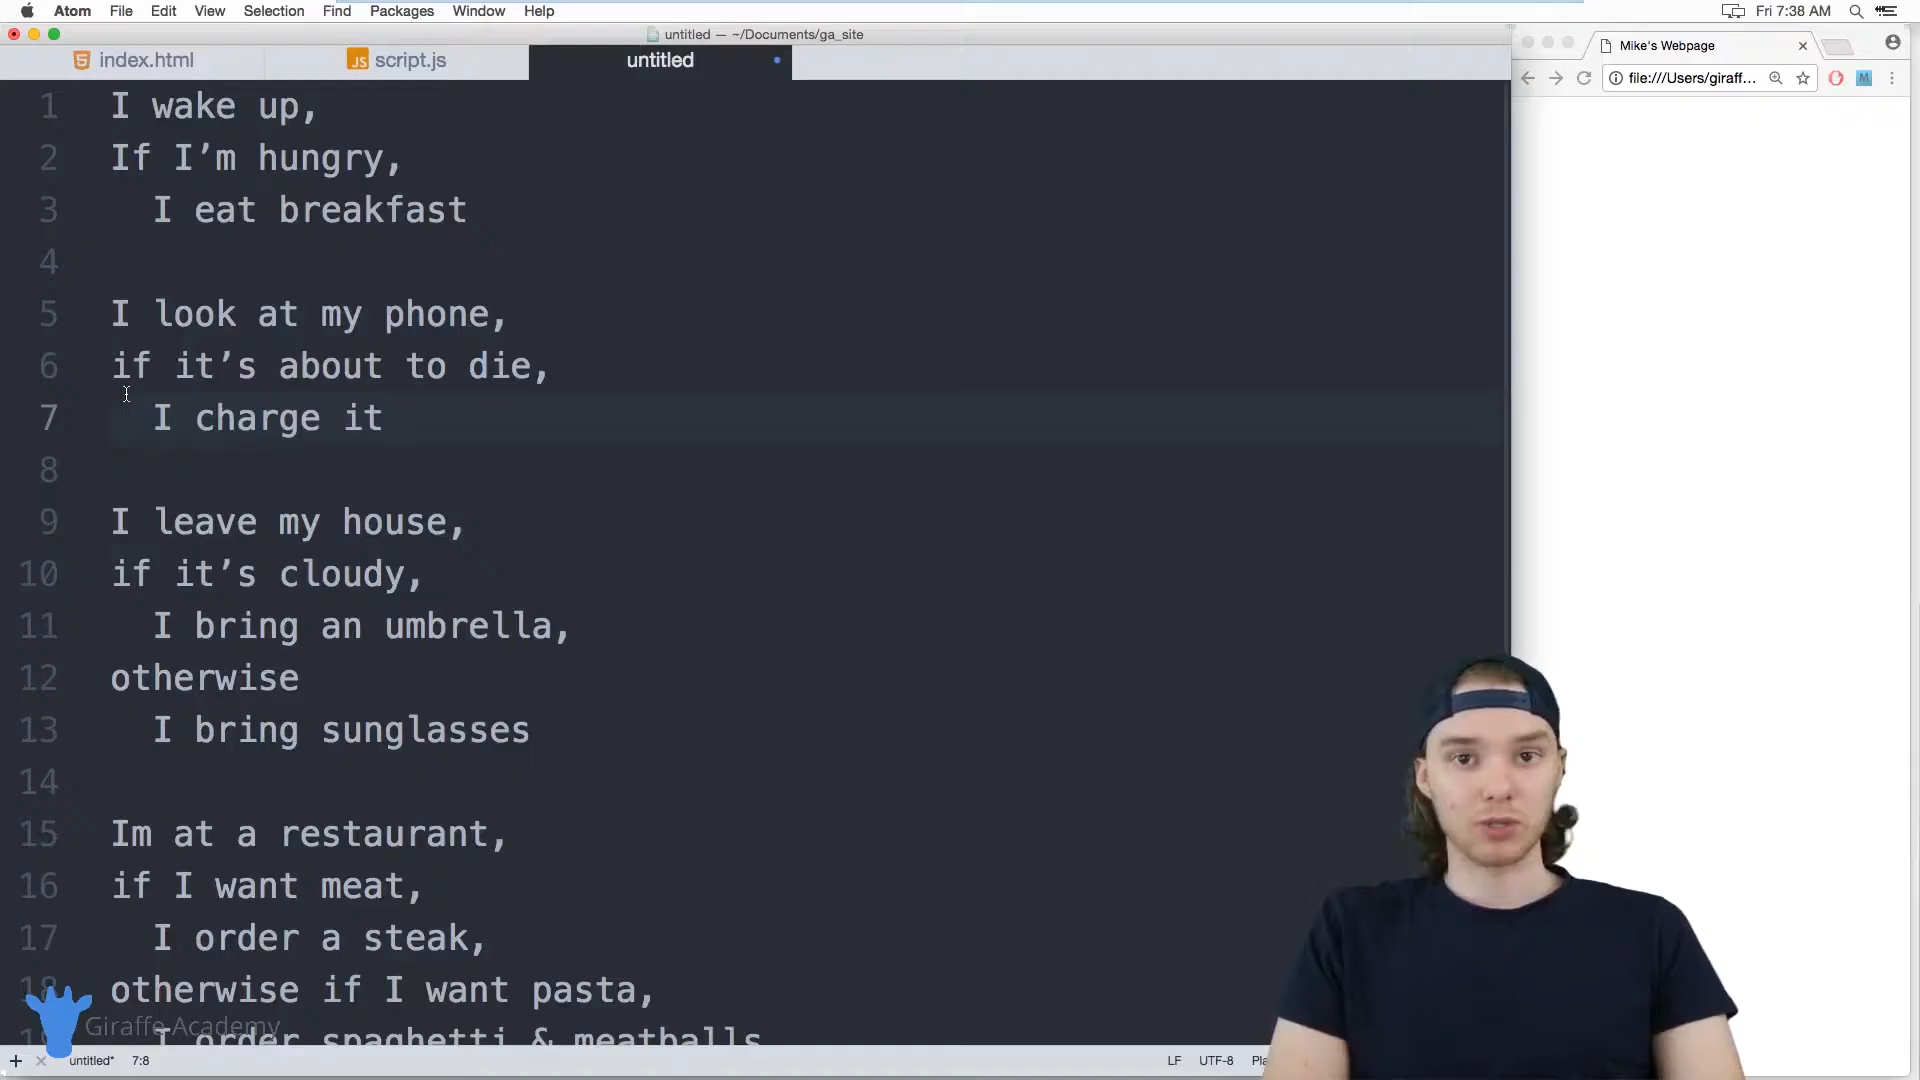 Atom File Edit View Selection Find Packages Window Help
Fri 7:38 AM
untitled — ~/Documents/ga_site
index.html
script.js
untitled
Mike's Webpage
file:///Users/giraff...
1 I wake up,
2 If I’m hungry,
3 I eat breakfast
4
5 I look at my phone,
6 if it’s about to die,
7 I charge it
8
9 I leave my house,
10 if it’s cloudy,
11 I bring an umbrella,
12 otherwise
13 I bring sunglasses
14
15 Im at a restaurant,
16 if I want meat,
17 I order a steak,
18 otherwise if I want pasta,
I order spaghetti & meatballs
Giraffe Academy
untitled* 7:8
LF UTF-8